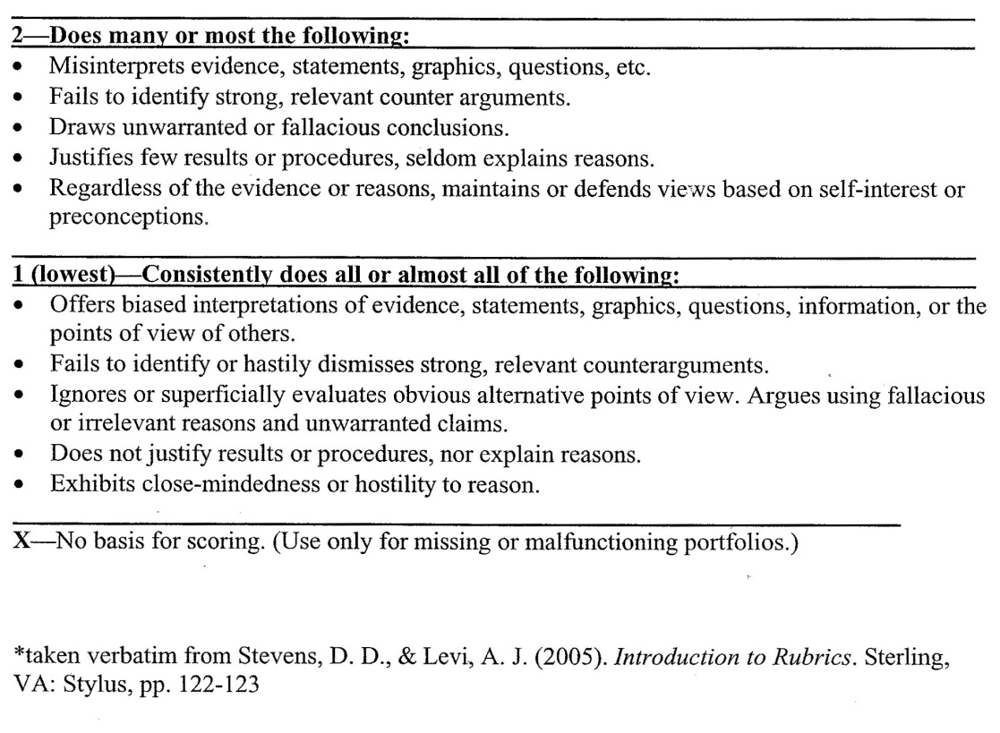 2—Does many or most the following:
• Misinterprets evidence, statements, graphics, questions, etc.
• Fails to identify strong, relevant counter arguments.
• Draws unwarranted or fallacious conclusions.
• Justifies few results or procedures, seldom explains reasons.
• Regardless of the evidence or reasons, maintains or defends views based on self-interest or
preconceptions.
1 (lowest)—Consistently does all or almost all of the following:
• Offers biased interpretations of evidence, statements, graphics, questions, information, or the
points of view of others.
• Fails to identify or hastily dismisses strong, relevant counterarguments.
• Ignores or superficially evaluates obvious alternative points of view. Argues using fallacious
or irrelevant reasons and unwarranted claims.
• Does not justify results or procedures, nor explain reasons.
• Exhibits close-mindedness or hostility to reason.
X—No basis for scoring. (Use only for missing or malfunctioning portfolios.)
*taken verbatim from Stevens, D. D., & Levi, A. J. (2005). Introduction to Rubrics. Sterling,
VA: Stylus, pp. 122-123